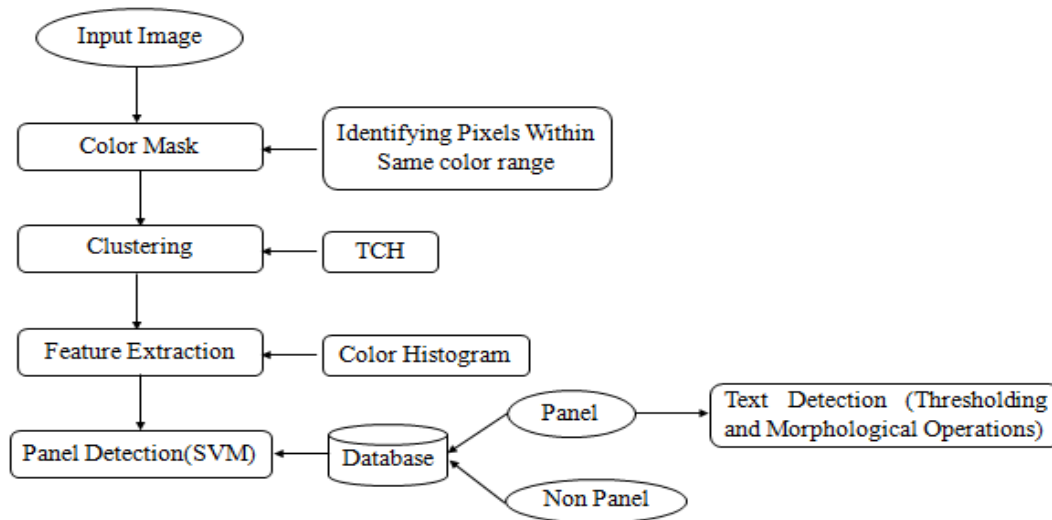 Input Image
Color Mask
Identifying Pixels Within
Same color range
Clustering
TCH
Feature Extraction
Color Histogram
Panel
Text Detection (Thresholding
and Morphological Operations)
Panel Detection(SVM)
Database
Non Panel